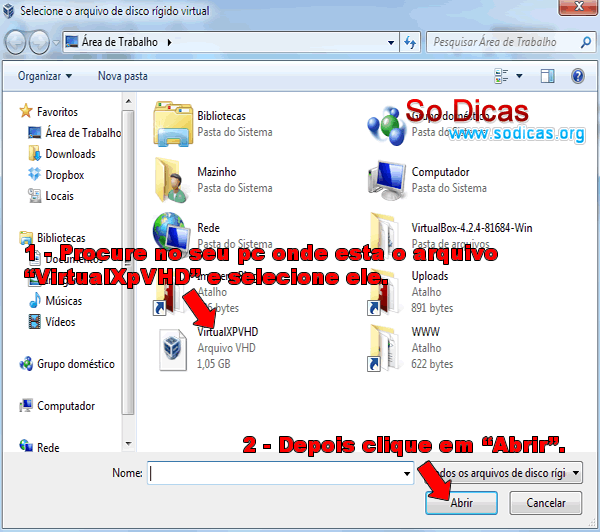 Selecione o arquivo de disco rígido virtual
Área de Trabalho
Pesquisar Área de Trabalho
Organizar
Nova pasta
Favoritos
Área de Trabalho
Downloads
Dropbox
Locais
Bibliotecas
Documentos
Músicas
Vídeos
Grupo doméstico
Computador
Rede
Bibliotecas
Pasta do Sistema
Grupo doméstico
Pasta do Sistema
So Dicas
www.sodicas.org
Mazinho
Pasta do Sistema
Computador
Pasta do Sistema
Rede
Pasta do Sistema
VirtualBox-4.2.4-81684-Win
Pasta de arquivos
1 - Procure no seu pc onde esta o arquivo
“VirtualXpVHD” e selecione ele.
Atalho
bytes
Uploads
Atalho
891 bytes
VirtualXPVHD
Arquivo VHD
1,05 GB
WWW
Atalho
622 bytes
2 - Depois clique em “Abrir”.
Nome:
os arquivos de disco rígi
Abrir
Cancelar